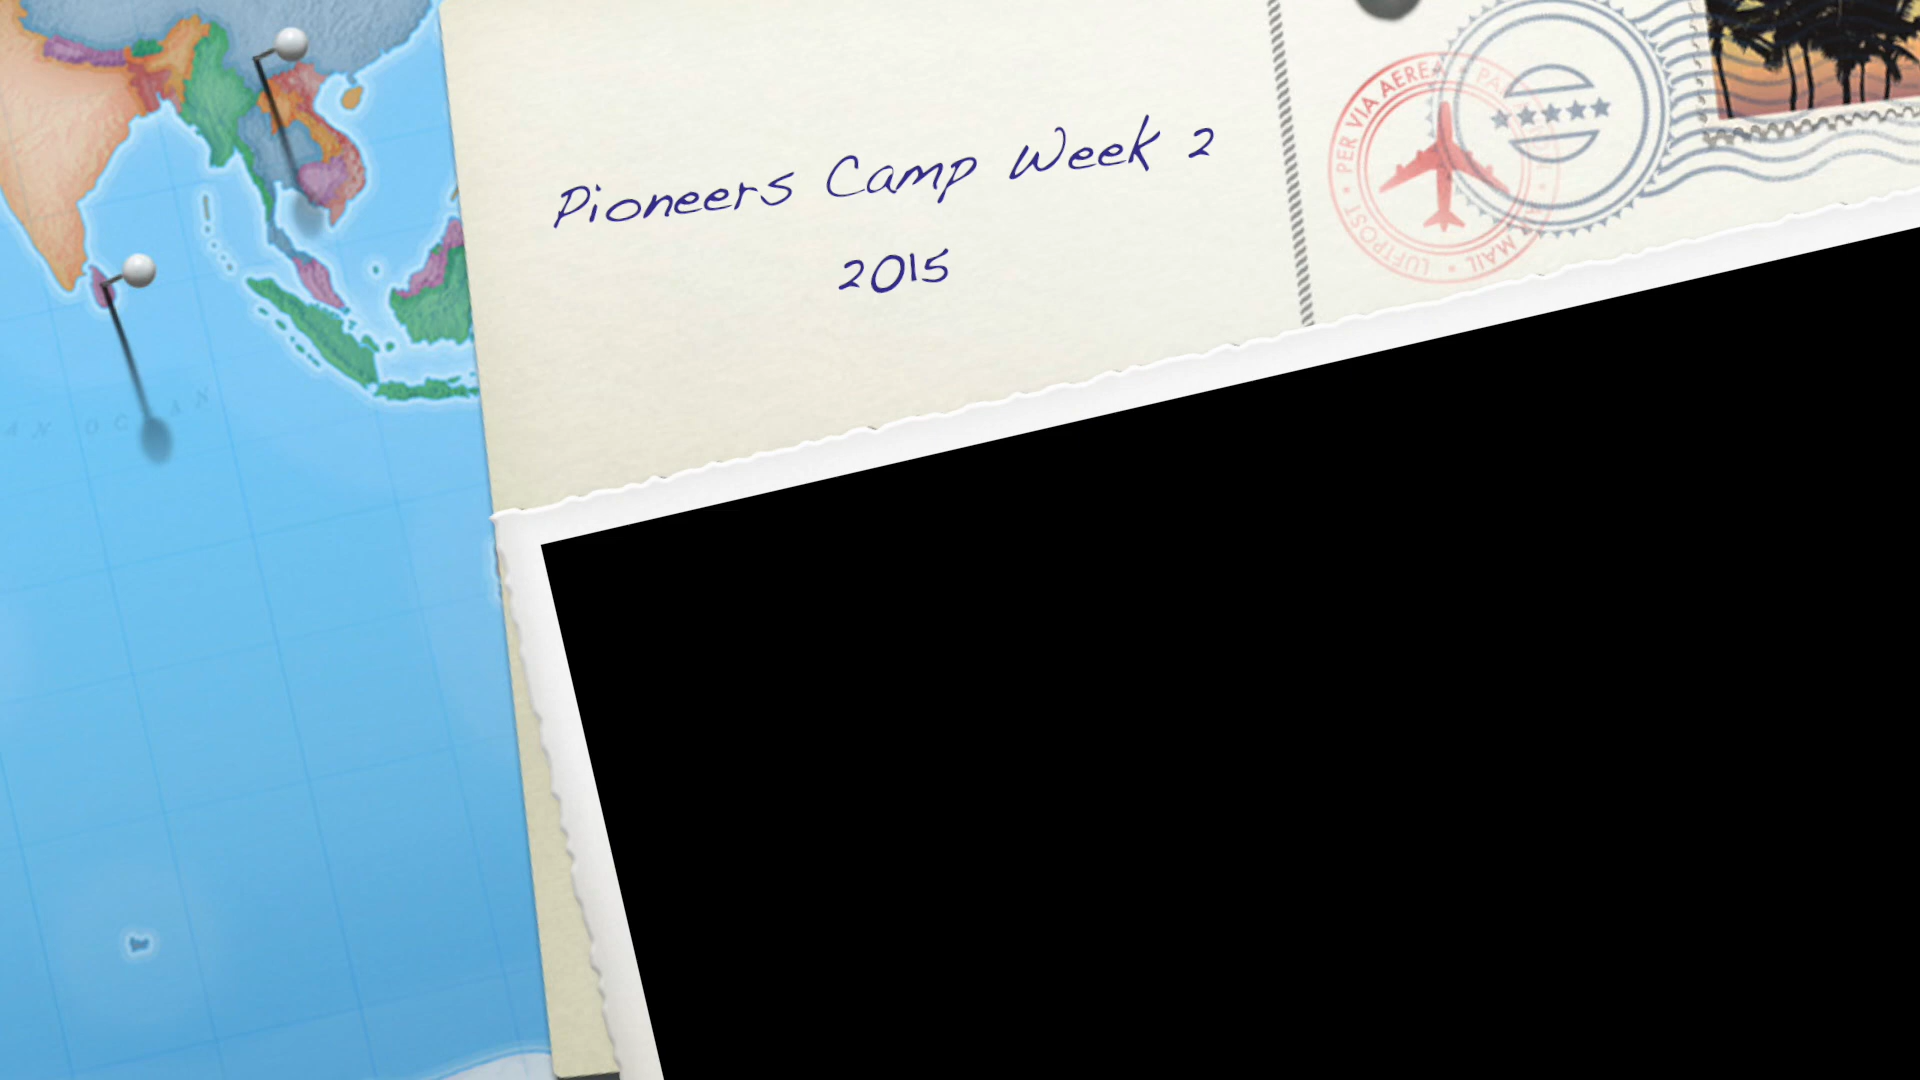 Pioneers Camp Week 2
2015
PER VIA AEREA
LUFTPOST
MAIL